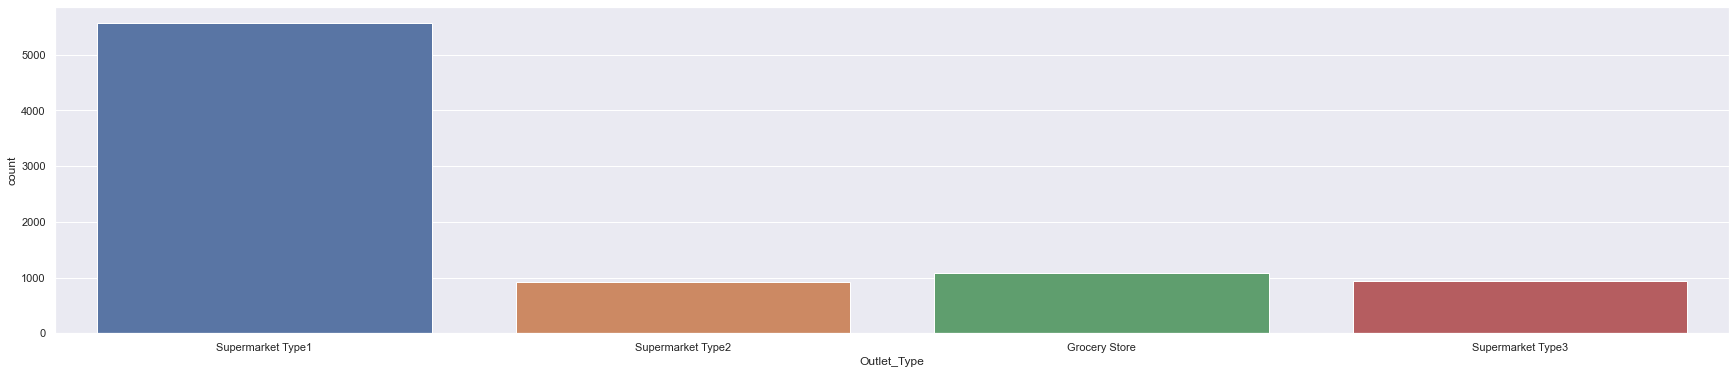 5000
4000
3000
2000
1000
0
count
Supermarket Type1
Supermarket Type2
Grocery Store
Supermarket Type3
Outlet_Type